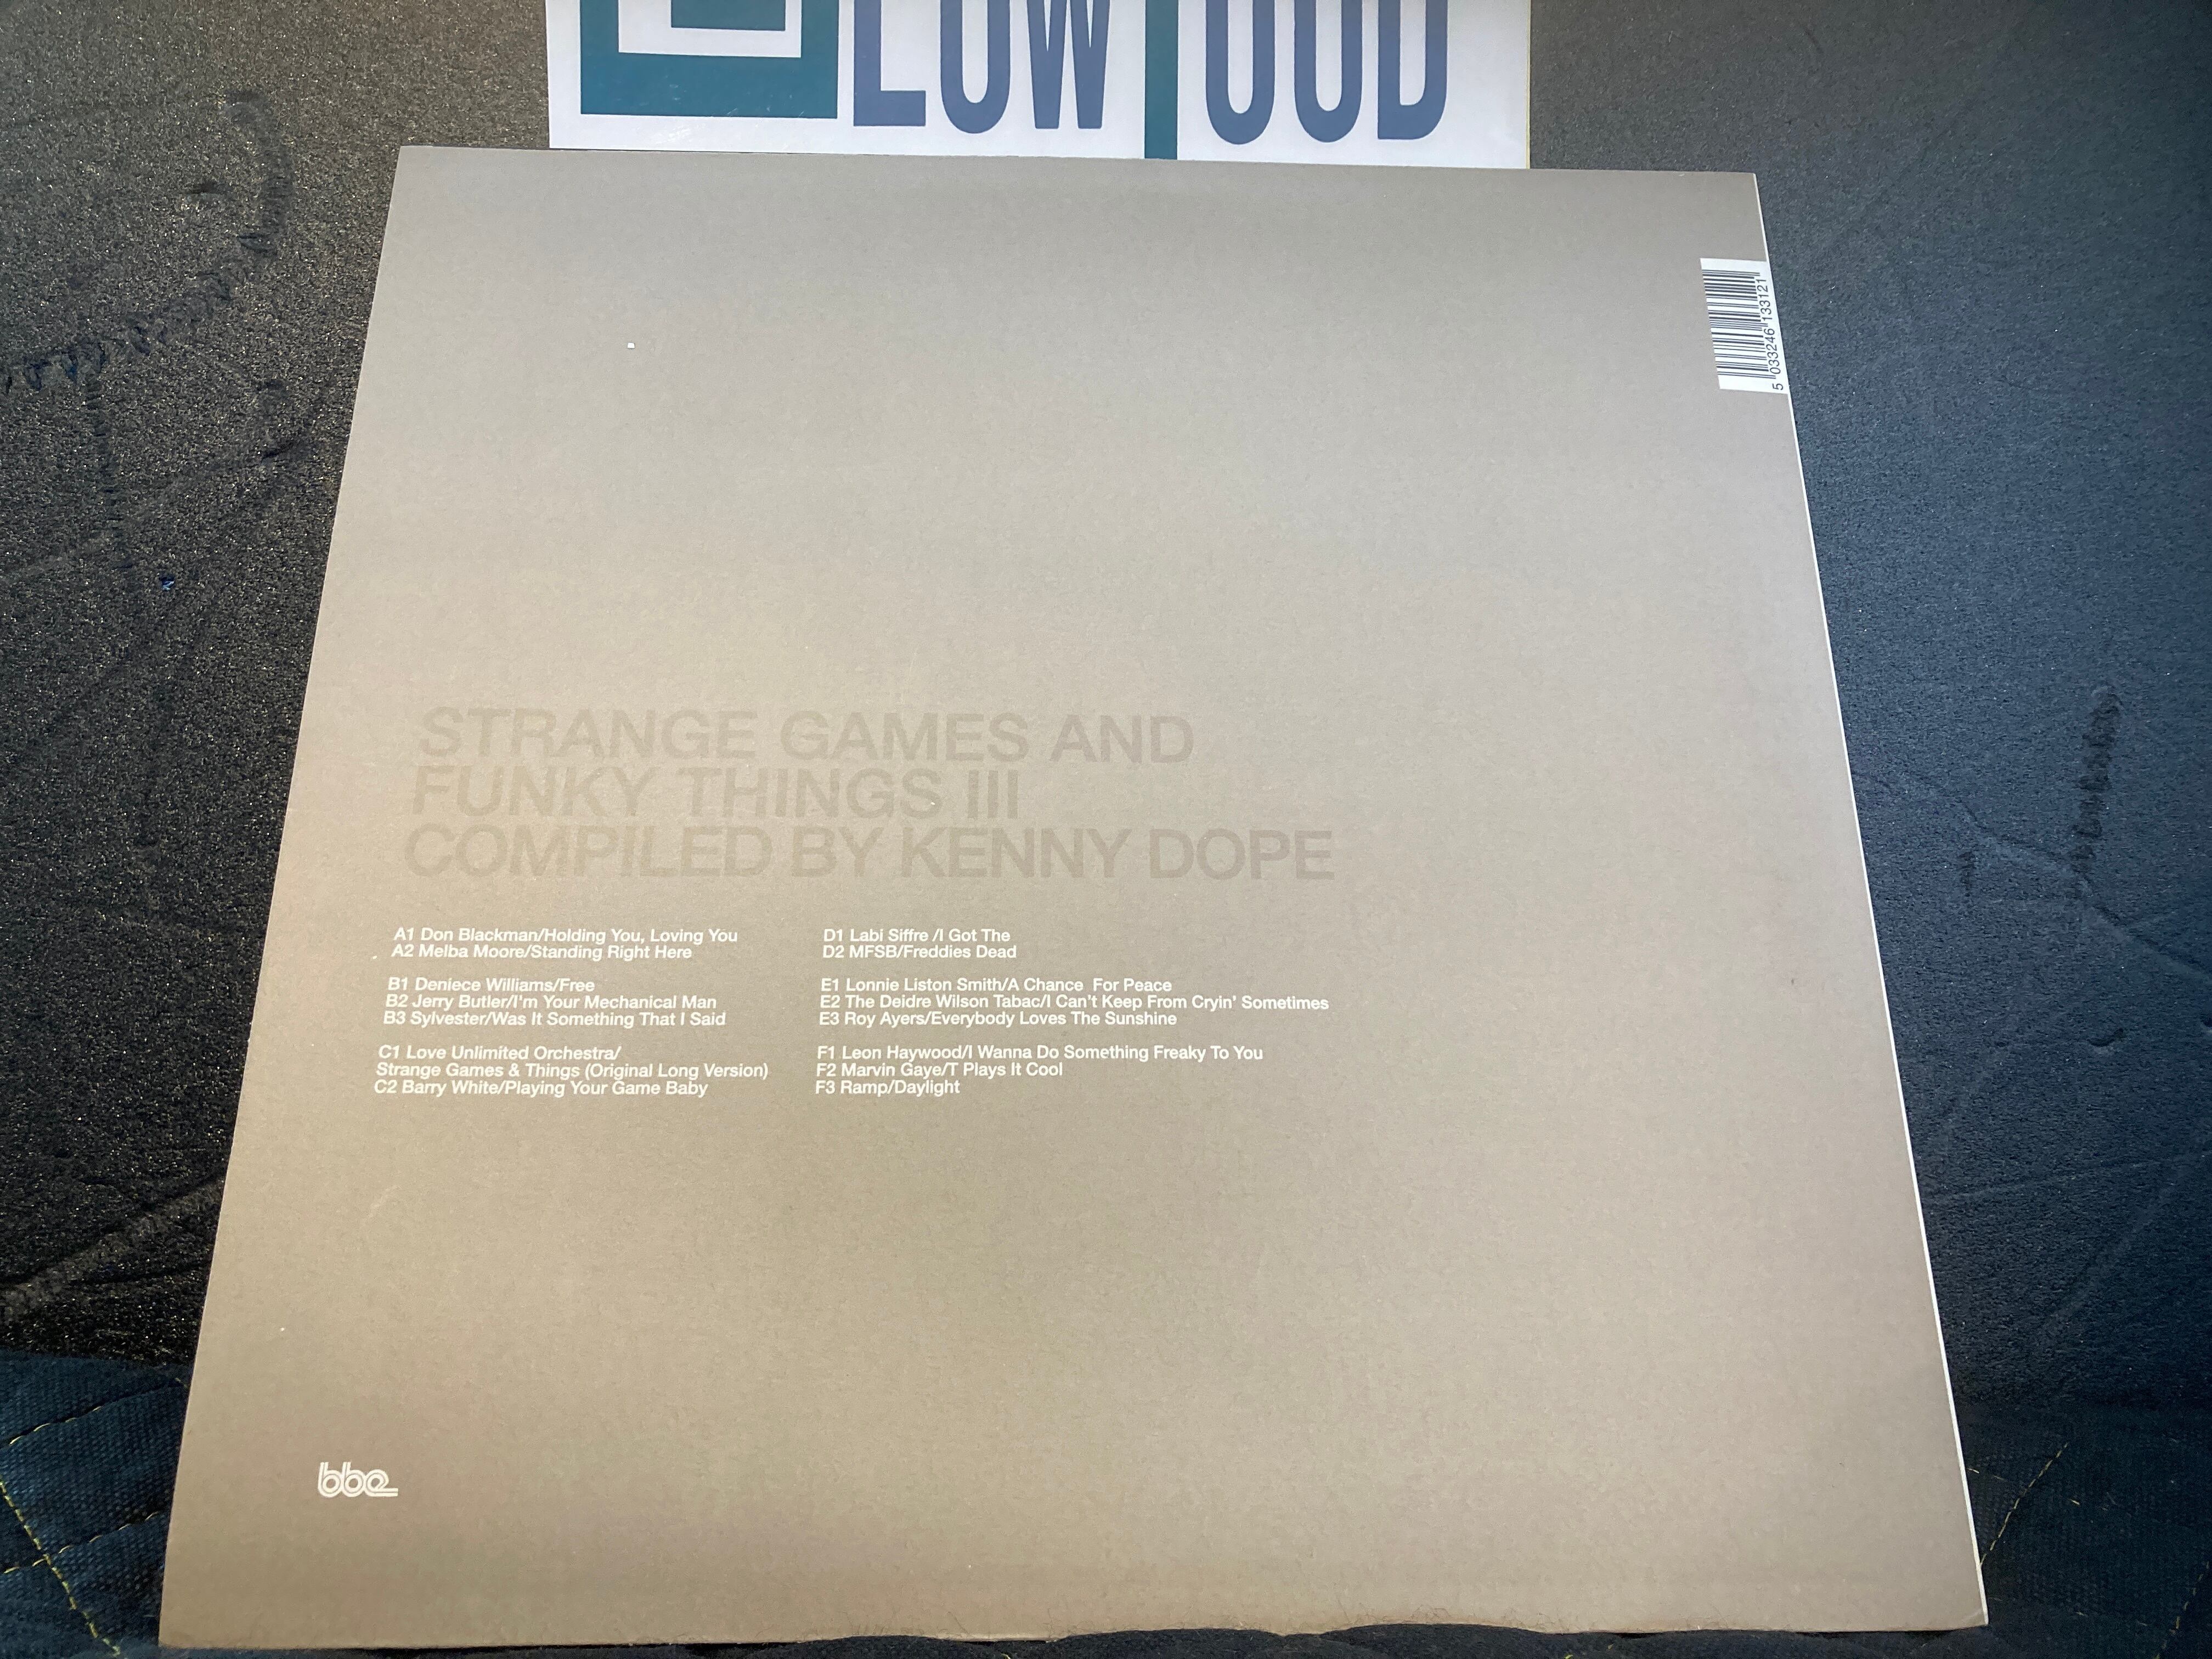 5 033246 133121
STRANGE GAMES AND
FUNKY THINGS III
COMPILED BY KENNY DOPE
A1 Don Blackman/Holding You, Loving You
A2 Melba Moore/Standing Right Here
B1 Deniece Williams/Free
B2 Jerry Butler/I'm Your Mechanical Man
B3 Sylvester/Was It Something That I Said
C1 Love Unlimited Orchestra/
Strange Games & Things (Original Long Version)
C2 Barry White/Playing Your Game Baby
D1 Labi Siffre /I Got The
D2 MFSB/Freddies Dead
E1 Lonnie Liston Smith/A Chance  For Peace
E2 The Deidre Wilson Tabac/I Can't Keep From Cryin' Sometimes
E3 Roy Ayers/Everybody Loves The Sunshine
F1 Leon Haywood/I Wanna Do Something Freaky To You
F2 Marvin Gaye/T Plays It Cool
F3 Ramp/Daylight
bbe